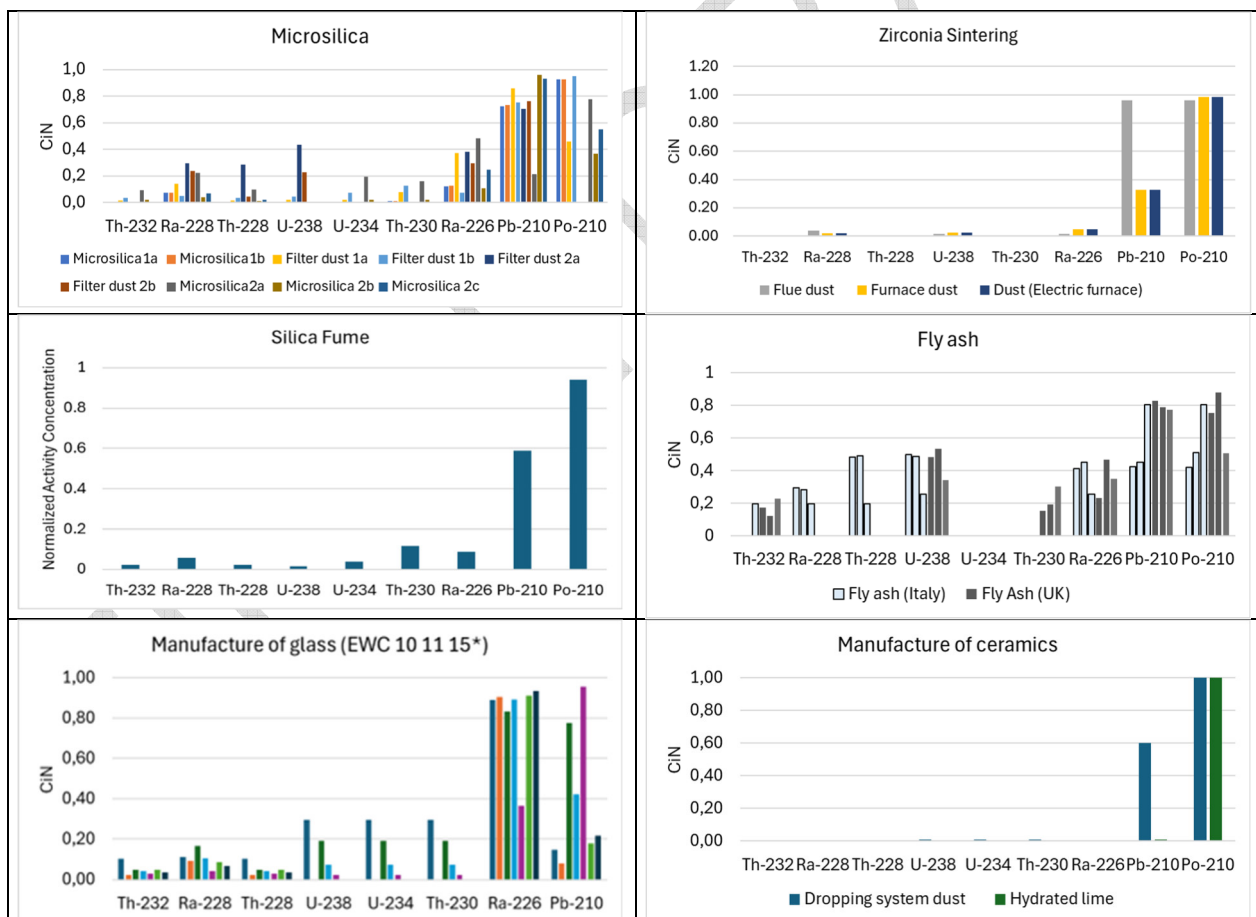 Microsilica
1,0
0,8
0,6
0,4
0,2
0,0
CiN
Th-232 Ra-228 Th-228 U-238 U-234 Th-230 Ra-226 Pb-210 Po-210
Microsilica1a Microsilica1b Filter dust 1a Filter dust 1b Filter dust 2a
Filter dust 2b Microsilica2a Microsilica 2b Microsilica 2c
Zirconia Sintering
1.20
1.00
0.80
0.60
0.40
0.20
0.00
CiN
Th-232 Ra-228 Th-228 U-238 Th-230 Ra-226 Pb-210 Po-210
Flue dust Furnace dust Dust (Electric furnace)
Silica Fume
1
0.8
0.6
0.4
0.2
0
Normalized Activity Concentration
Th-232 Ra-228 Th-228 U-238 U-234 Th-230 Ra-226 Pb-210 Po-210
Fly ash
1
0,8
0,6
0,4
0,2
0
CiN
Th-232 Ra-228 Th-228 U-238 U-234 Th-230 Ra-226 Pb-210 Po-210
Fly ash (Italy) Fly Ash (UK)
Manufacture of glass (EWC 10 11 15*)
1,00
0,80
0,60
0,40
0,20
0,00
CiN
Th-232 Ra-228 Th-228 U-238 U-234 Th-230 Ra-226 Pb-210
Manufacture of ceramics
1,00
0,80
0,60
0,40
0,20
0,00
CiN
Th-232 Ra-228 Th-228 U-238 U-234 Th-230 Ra-226 Pb-210 Po-210
Dropping system dust Hydrated lime